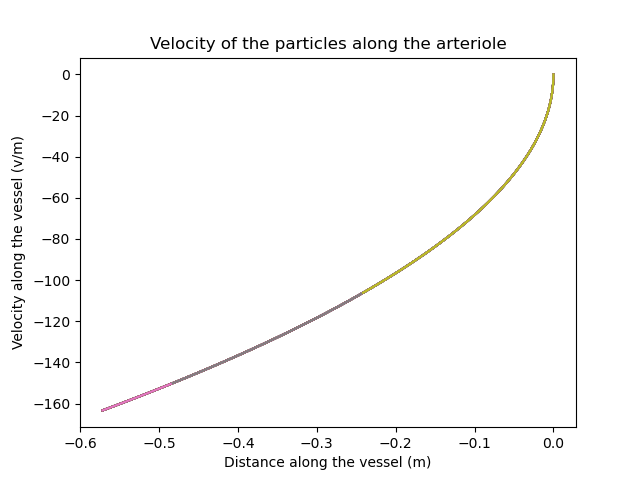 Velocity of the particles along the arteriole
Velocity along the vessel (v/m)
0
−20
−40
−60
−80
−100
−120
−140
−160
−0.6 −0.5 −0.4 −0.3 −0.2 −0.1 0.0
Distance along the vessel (m)